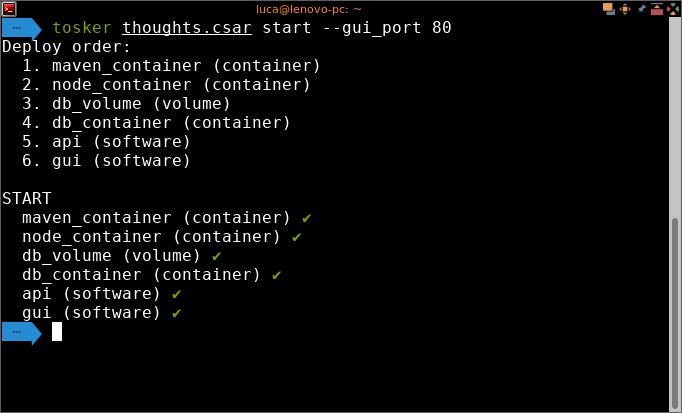 luca@lenovo-pc: ~
~ tosker thoughts.csar start --gui_port 80
Deploy order:
1. maven_container (container)
2. node_container (container)
3. db_volume (volume)
4. db_container (container)
5. api (software)
6. gui (software)
START
maven_container (container) ✔
node_container (container) ✔
db_volume (volume) ✔
db_container (container) ✔
api (software) ✔
gui (software) ✔
~